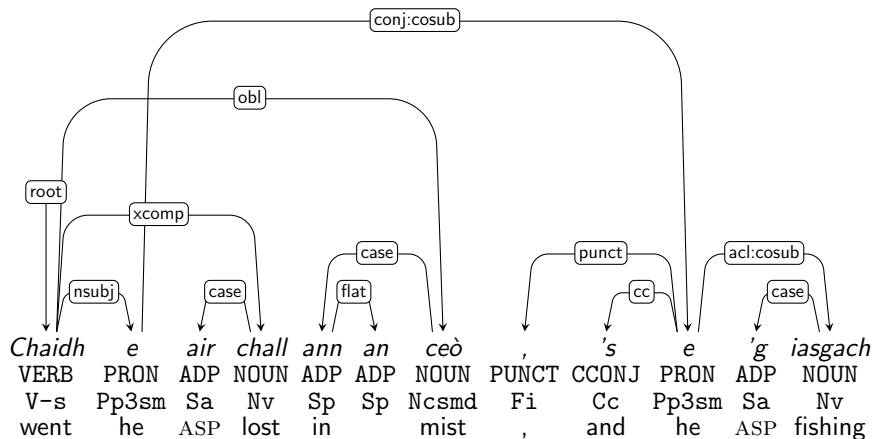 conj:cosub
obl
root
xcomp
case punct acl:cosub
nsubj case flat cc case
Chaidh e air chall ann an ceò , 's e 'g iasgach
VERB PRON ADP NOUN ADP ADP NOUN PUNCT CCONJ PRON ADP NOUN
V-s Pp3sm Sa Nv Sp Sp Ncsmd Fi Cc Pp3sm Sa Nv
went he ASP lost in mist , and he ASP fishing